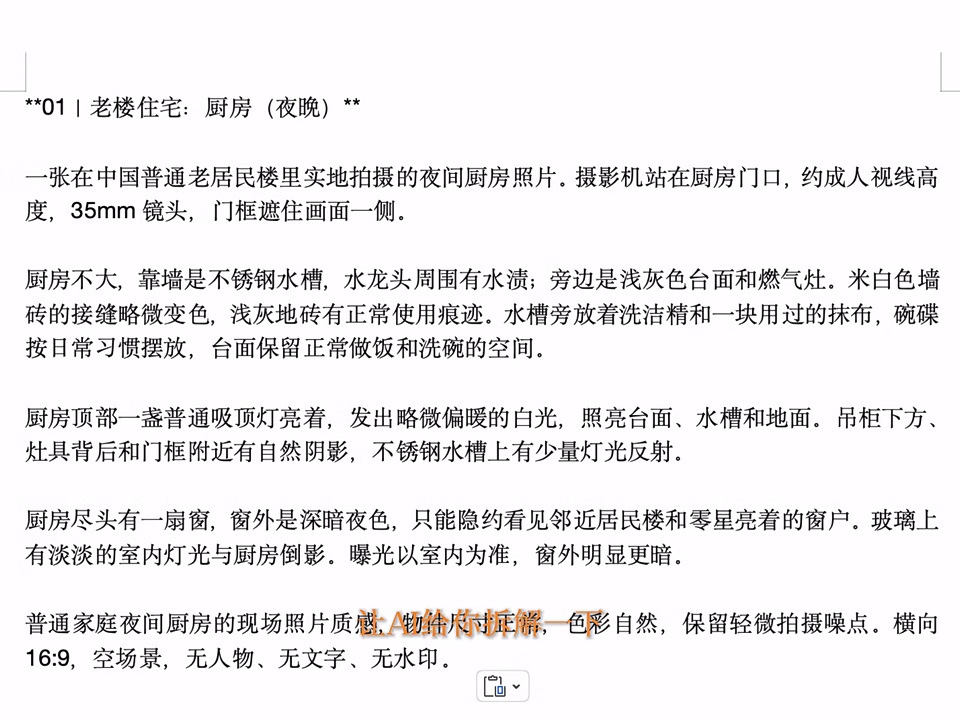 **01 | 老楼住宅：厨房（夜晚）**
一张在中国普通老居民楼里实地拍摄的夜间厨房照片。摄影机站在厨房门口，约成人视线高
度，35mm 镜头，门框遮住画面一侧。
厨房不大，靠墙是不锈钢水槽，水龙头周围有水渍；旁边是浅灰色台面和燃气灶。米白色墙
砖的接缝略微变色，浅灰地砖有正常使用痕迹。水槽旁放着洗洁精和一块用过的抹布，碗碟
按日常习惯摆放，台面保留正常做饭和洗碗的空间。
厨房顶部一盏普通吸顶灯亮着，发出略微偏暖的白光，照亮台面、水槽和地面。吊柜下方、
灶具背后和门框附近有自然阴影，不锈钢水槽上有少量灯光反射。
厨房尽头有一扇窗，窗外是深暗夜色，只能隐约看见邻近居民楼和零星亮着的窗户。玻璃上
有淡淡的室内灯光与厨房倒影。曝光以室内为准，窗外明显更暗。
普通家庭夜间厨房的现场照片质感，物件尺寸正常，色彩自然，保留轻微拍摄噪点。横向
让AI给你拆解一下
16:9，空场景，无人物、无文字、无水印。